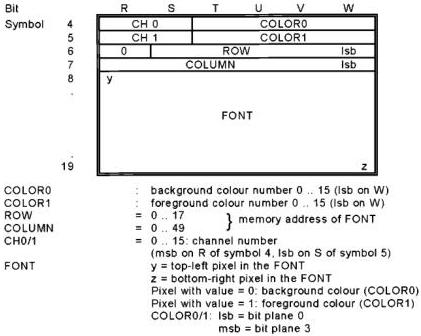 Bit R S T U V W
Symbol 4 CH 0 COLOR0
5 CH 1 COLOR1
6 0 ROW lsb
7 COLUMN lsb
8 y
.
FONT
.
19 z
COLOR0 : background colour number 0 .. 15 (lsb on W)
COLOR1 : foreground colour number 0 .. 15 (lsb on W)
ROW = 0 .. 17
} memory address of FONT
COLUMN = 0 .. 49
CH0/1 = 0 .. 15: channel number
(msb on R of symbol 4, lsb on S of symbol 5)
FONT y = top-left pixel in the FONT
z = bottom-right pixel in the FONT
Pixel with value = 0: background colour (COLOR0)
Pixel with value = 1: foreground colour (COLOR1)
COLOR0/1: lsb = bit plane 0
msb = bit plane 3